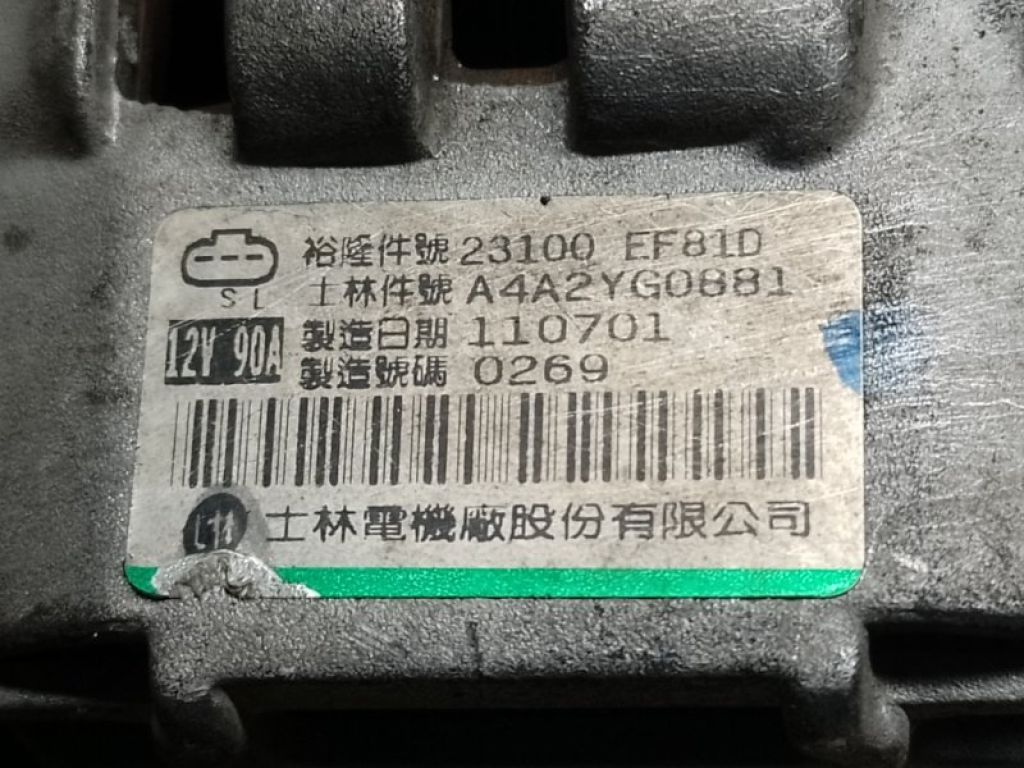 裕隆件號 23100 EF81D
S L
士林件號 A4A2YG0881
12V 90A
製造日期 110701
製造號碼 0269
士林電機廠股份有限公司